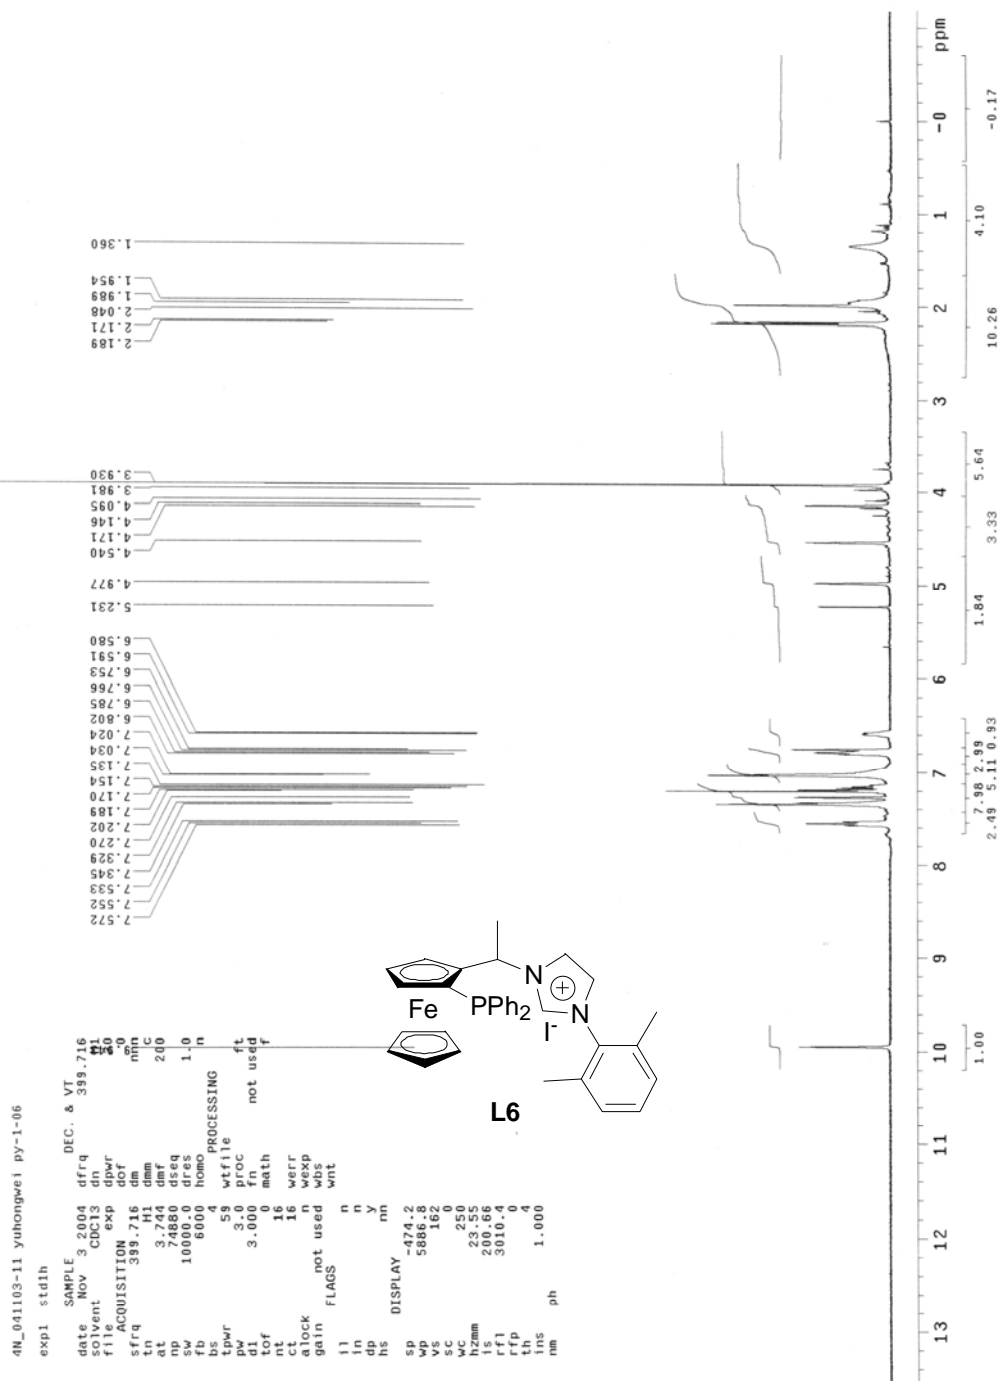 4N_041103-11 yuhongwei py-1-06
exp1 stdlh
SAMPLE
date Nov 3 2004
solvent CDCl3
file exp
ACQUISITION
sfrq 399.716
tn H1
at 3.744
np 74880
sw 10000.0
fb 6000
bs 4
tpwr 59
pw 3.0
d1 3.000
tof 0
nt 16
ct 16
alock n
gain not used
FLAGS
il n
in n
dp y
hs nn
DISPLAY
sp -474.2
wp 5886.8
vs 162
sc 0
wc 250
hzmm 23.55
is 200.66
rfl 3010.4
rfp 0
th 4
ins 1.000
nm ph
DEC. & VT
dfrq 399.716
dn H1
dpwr
dof 0
dm nnn
dmm c
dmf 200
dseq
dres 1.0
homo n
PROCESSING
wtfile
proc ft
fn not used
math f
werr
wexp
wbs
wnt
7.572
7.552
7.533
7.345
7.329
7.270
7.202
7.189
7.170
7.154
7.135
7.034
7.024
6.802
6.785
6.766
6.753
6.591
6.580
5.231
4.977
4.540
4.171
4.146
4.095
3.981
3.930
2.189
2.171
2.048
1.989
1.954
1.360
Fe
PPh2
N
+
N
I-
L6
13 12 11 10 9 8 7 6 5 4 3 2 1 -0 ppm
1.00
2.49
7.98
5.11
2.99
0.93
1.84
3.33
5.64
10.26
4.10
-0.17